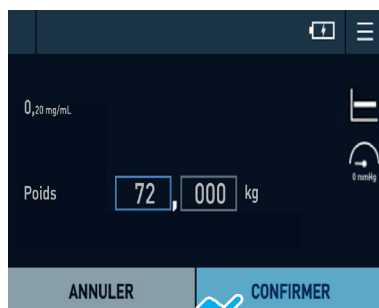 0,20 mg/mL
0 mmHg
Poids 72,000 kg
ANNULER CONFIRMER